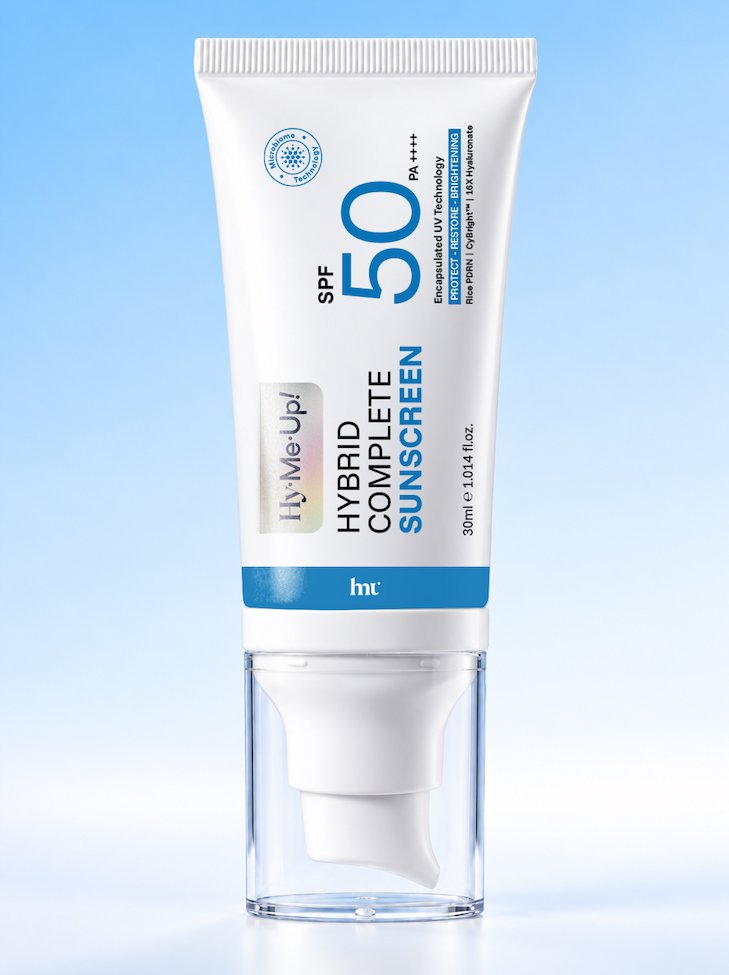 Microbiome
Technology
SPF
50
PA ++++
Encapsulated UV Technology
PROTECT - RESTORE - BRIGHTENING
Rice PDRN | CyBright™ | 16X Hyaluronate
Hy·Me·Up!
HYBRID
COMPLETE
SUNSCREEN
30ml ℮ 1.014 fl.oz.